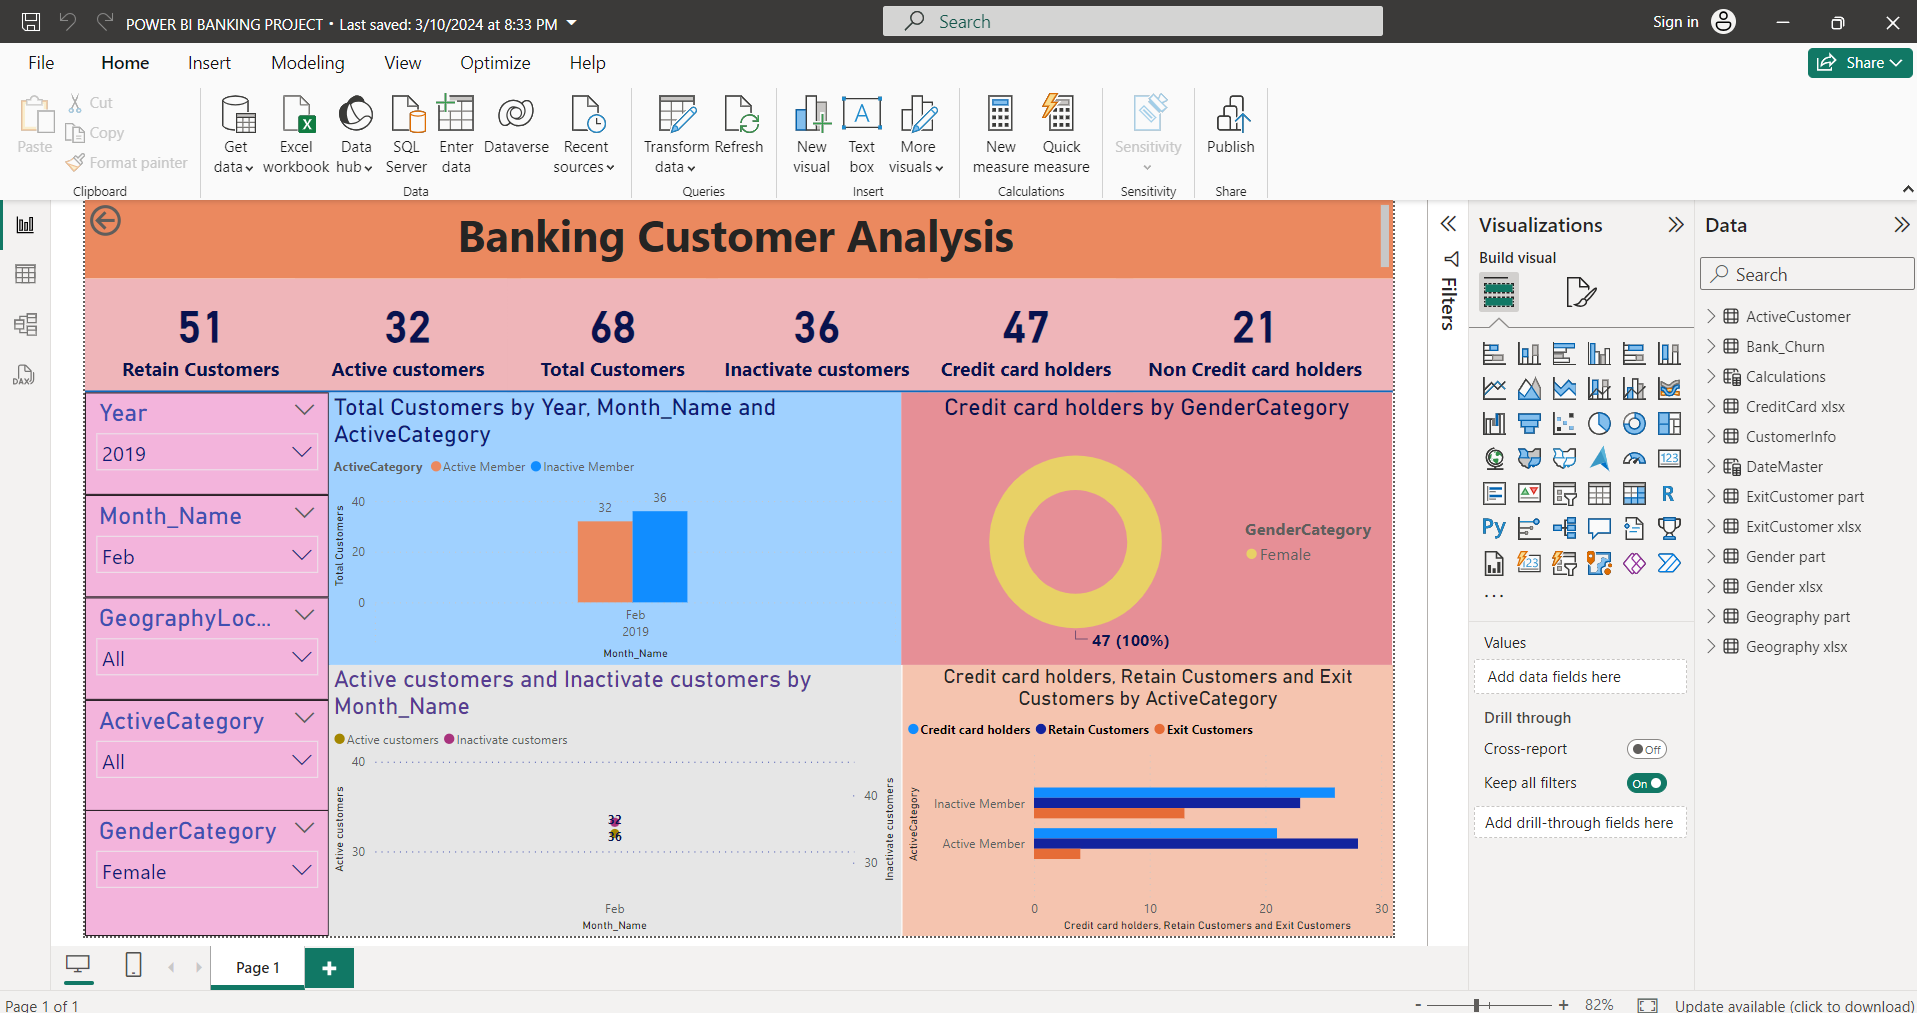 POWER BI BANKING PROJECT • Last saved: 3/10/2024 at 8:33 PM
Search
Sign in
File Home Insert Modeling View Optimize Help
Share
Paste
Cut
Copy
Format painter
Clipboard
Get data
Excel workbook
Data hub
SQL Server
Enter data
Dataverse
Recent sources
Data
Transform data
Refresh
Queries
New visual
Text box
More visuals
Insert
New measure
Quick measure
Calculations
Sensitivity
Sensitivity
Publish
Share
Banking Customer Analysis
51 32 68 36 47 21
Retain Customers Active customers Total Customers Inactivate customers Credit card holders Non Credit card holders
Year
2019
Month_Name
Feb
GeographyLoc...
All
ActiveCategory
All
GenderCategory
Female
Total Customers by Year, Month_Name and
ActiveCategory
ActiveCategory Active Member Inactive Member
Total Customers
40
20
0
32
36
Feb
2019
Month_Name
Credit card holders by GenderCategory
GenderCategory
Female
47 (100%)
Active customers and Inactivate customers by
Month_Name
Active customers Inactivate customers
Active customers
40
30
32
36
40
30
Inactivate customers
Feb
Month_Name
Credit card holders, Retain Customers and Exit
Customers by ActiveCategory
Credit card holders Retain Customers Exit Customers
ActiveCategory
Inactive Member
Active Member
0 10 20 30
Credit card holders, Retain Customers and Exit Customers
Filters
Visualizations
Build visual
123
R
Py
123
...
Values
Add data fields here
Drill through
Cross-report
Off
Keep all filters
On
Add drill-through fields here
Data
Search
ActiveCustomer
Bank_Churn
Calculations
CreditCard xlsx
CustomerInfo
DateMaster
ExitCustomer part
ExitCustomer xlsx
Gender part
Gender xlsx
Geography part
Geography xlsx
DAX
Page 1
+
Page 1 of 1
- + 82%
Update available (click to download)